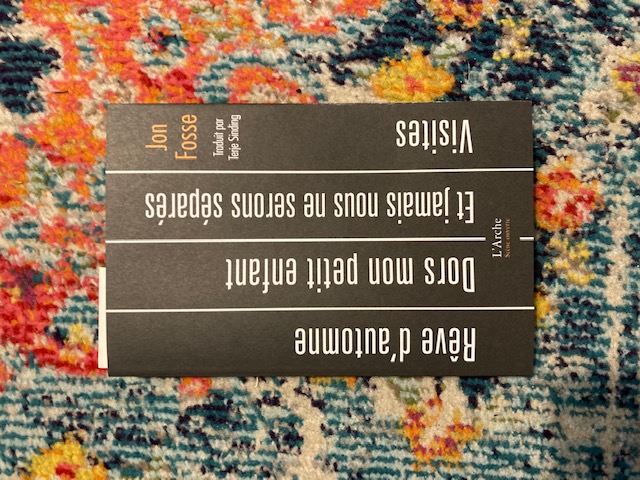 Rêve d'automne
Dors mon petit enfant
Et jamais nous ne serons séparés
Visites
Jon
Fosse
Traduit par
Terje Sinding
L'Arche
Scène ouverte